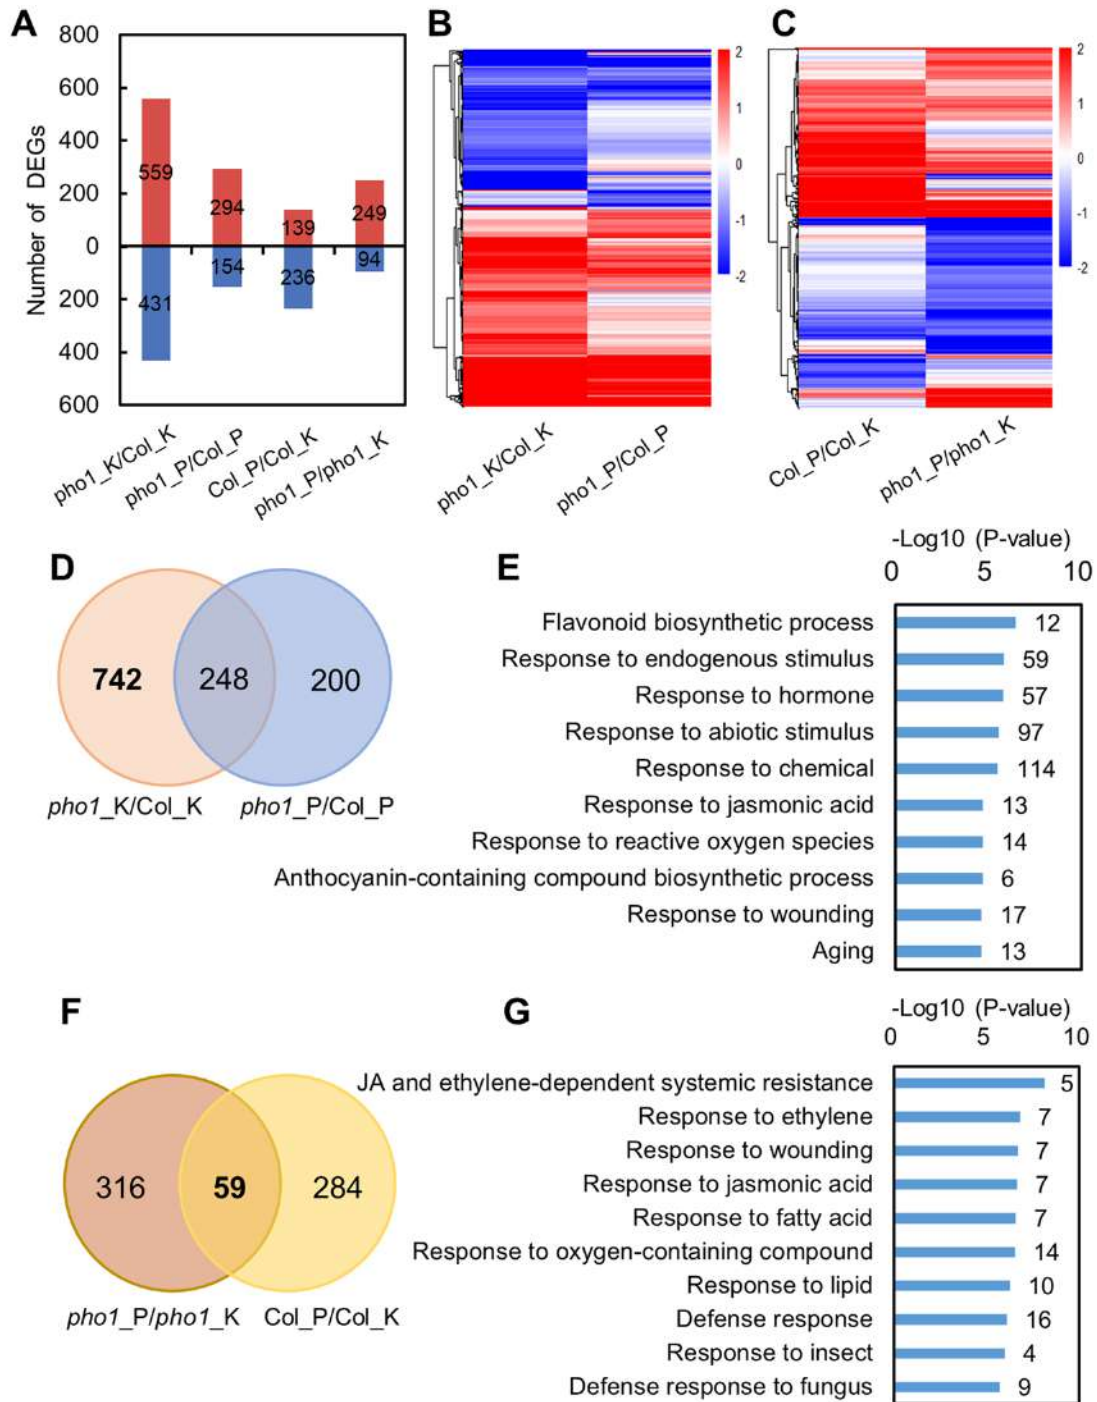 A
Number of DEGs
800
600
400
200
0
200
400
600
559
294
139
249
431
154
236
94
pho1_K/Col_K
pho1_P/Col_P
Col_P/Col_K
pho1_P/pho1_K
B
2
1
0
-1
-2
pho1_K/Col_K
pho1_P/Col_P
C
2
1
0
-1
-2
Col_P/Col_K
pho1_P/pho1_K
D
742
248
200
pho1_K/Col_K
pho1_P/Col_P
E
-Log10 (P-value)
0 5 10
Flavonoid biosynthetic process 12
Response to endogenous stimulus 59
Response to hormone 57
Response to abiotic stimulus 97
Response to chemical 114
Response to jasmonic acid 13
Response to reactive oxygen species 14
Anthocyanin-containing compound biosynthetic process 6
Response to wounding 17
Aging 13
F
316
59
284
pho1_P/pho1_K
Col_P/Col_K
G
-Log10 (P-value)
0 5 10
JA and ethylene-dependent systemic resistance 5
Response to ethylene 7
Response to wounding 7
Response to jasmonic acid 7
Response to fatty acid 7
Response to oxygen-containing compound 14
Response to lipid 10
Defense response 16
Response to insect 4
Defense response to fungus 9